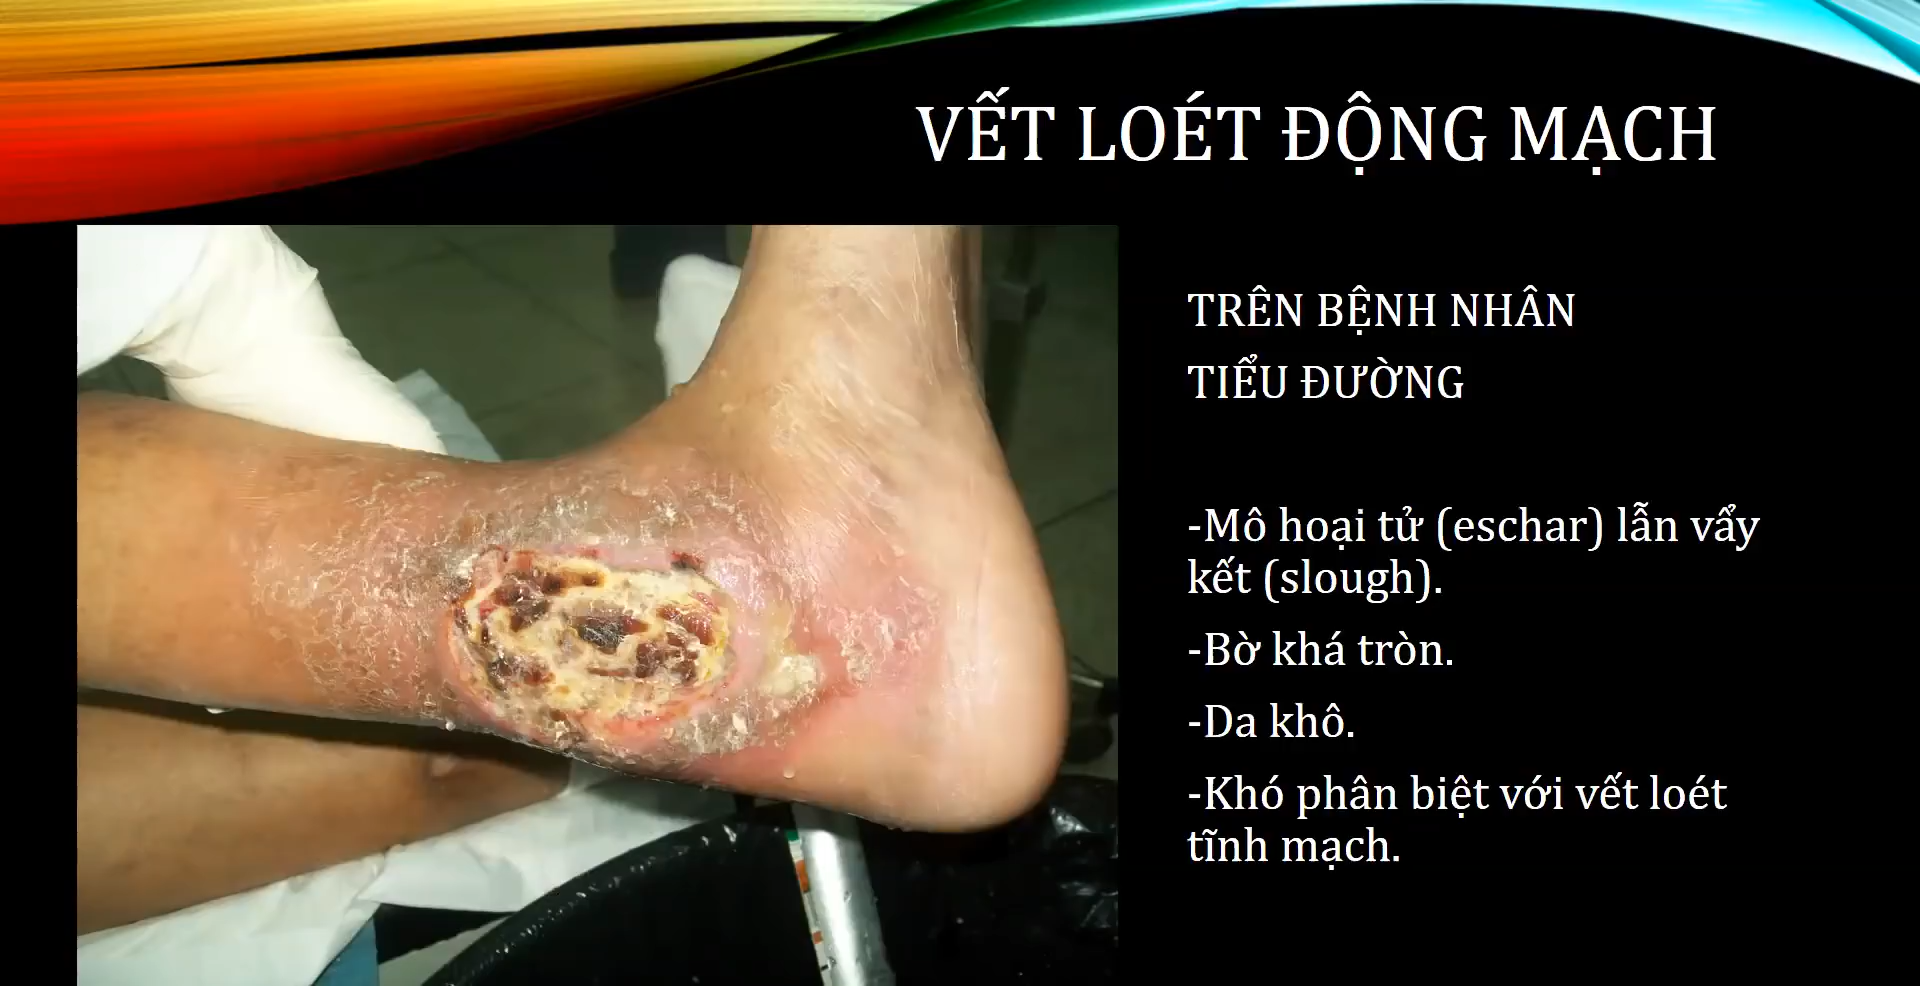 VẾT LOÉT ĐỘNG MẠCH
TRÊN BỆNH NHÂN
TIỂU ĐƯỜNG
-Mô hoại tử (eschar) lẫn vẩy
kết (slough).
-Bờ khá tròn.
-Da khô.
-Khó phân biệt với vết loét
tĩnh mạch.